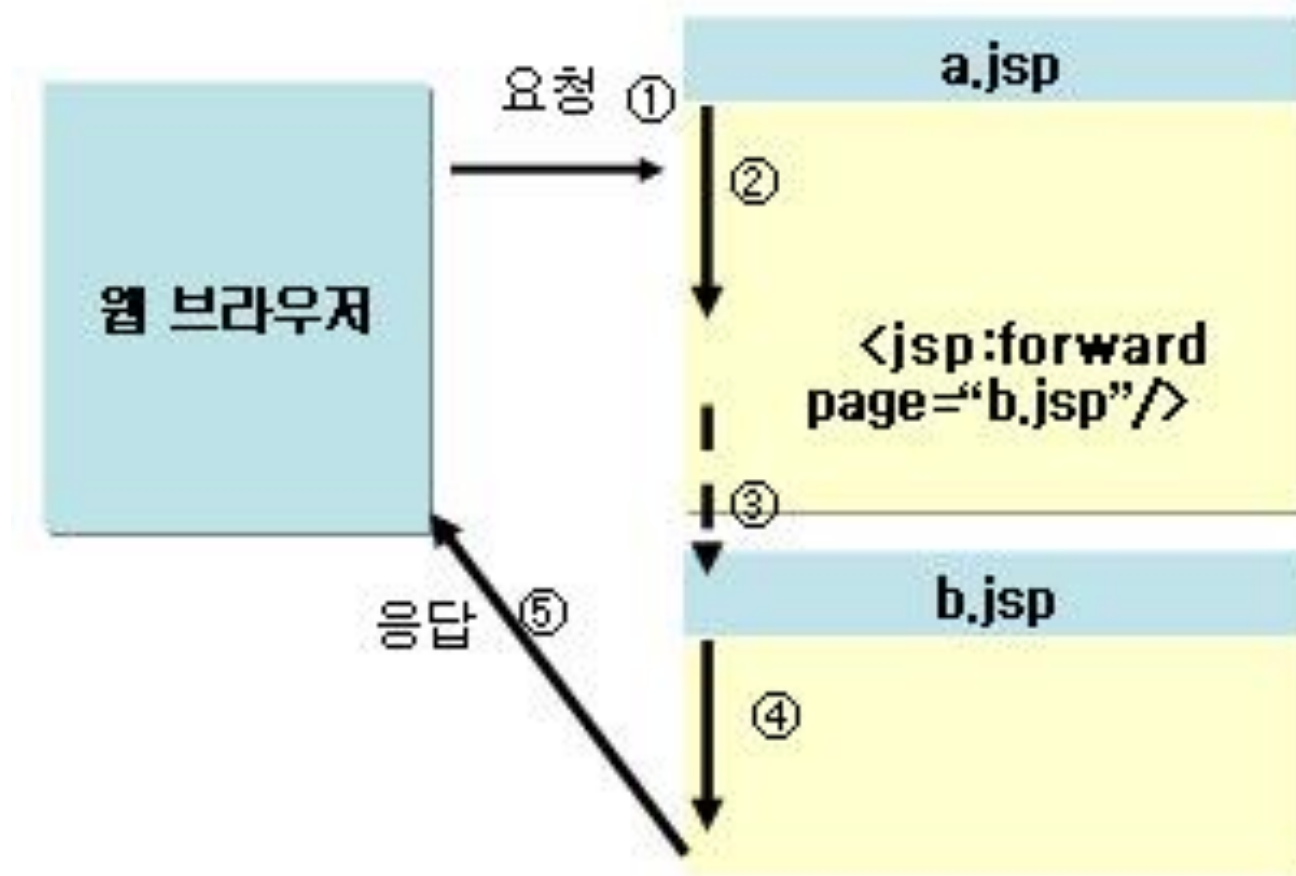 a.jsp
요청 ①
②
웹 브라우저
<jsp:forward
page=“b.jsp”/>
③
b.jsp
응답 ⑤
④